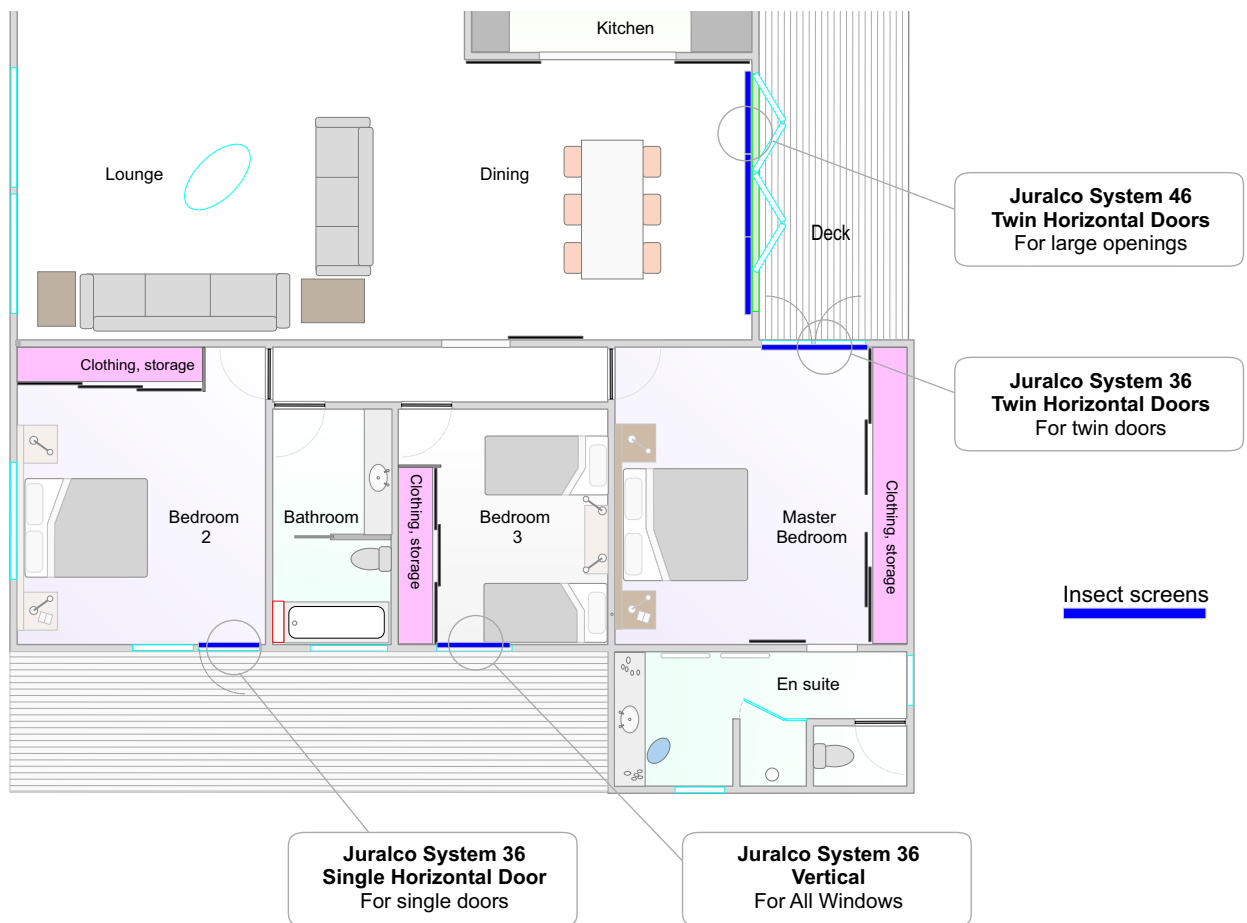 Kitchen
Lounge
Dining
Deck
Juralco System 46
Twin Horizontal Doors
For large openings
Clothing, storage
Juralco System 36
Twin Horizontal Doors
For twin doors
Bedroom
2
Bathroom
Clothing, storage
Bedroom
3
Master
Bedroom
Clothing, storage
Insect screens
En suite
Juralco System 36
Single Horizontal Door
For single doors
Juralco System 36
Vertical
For All Windows